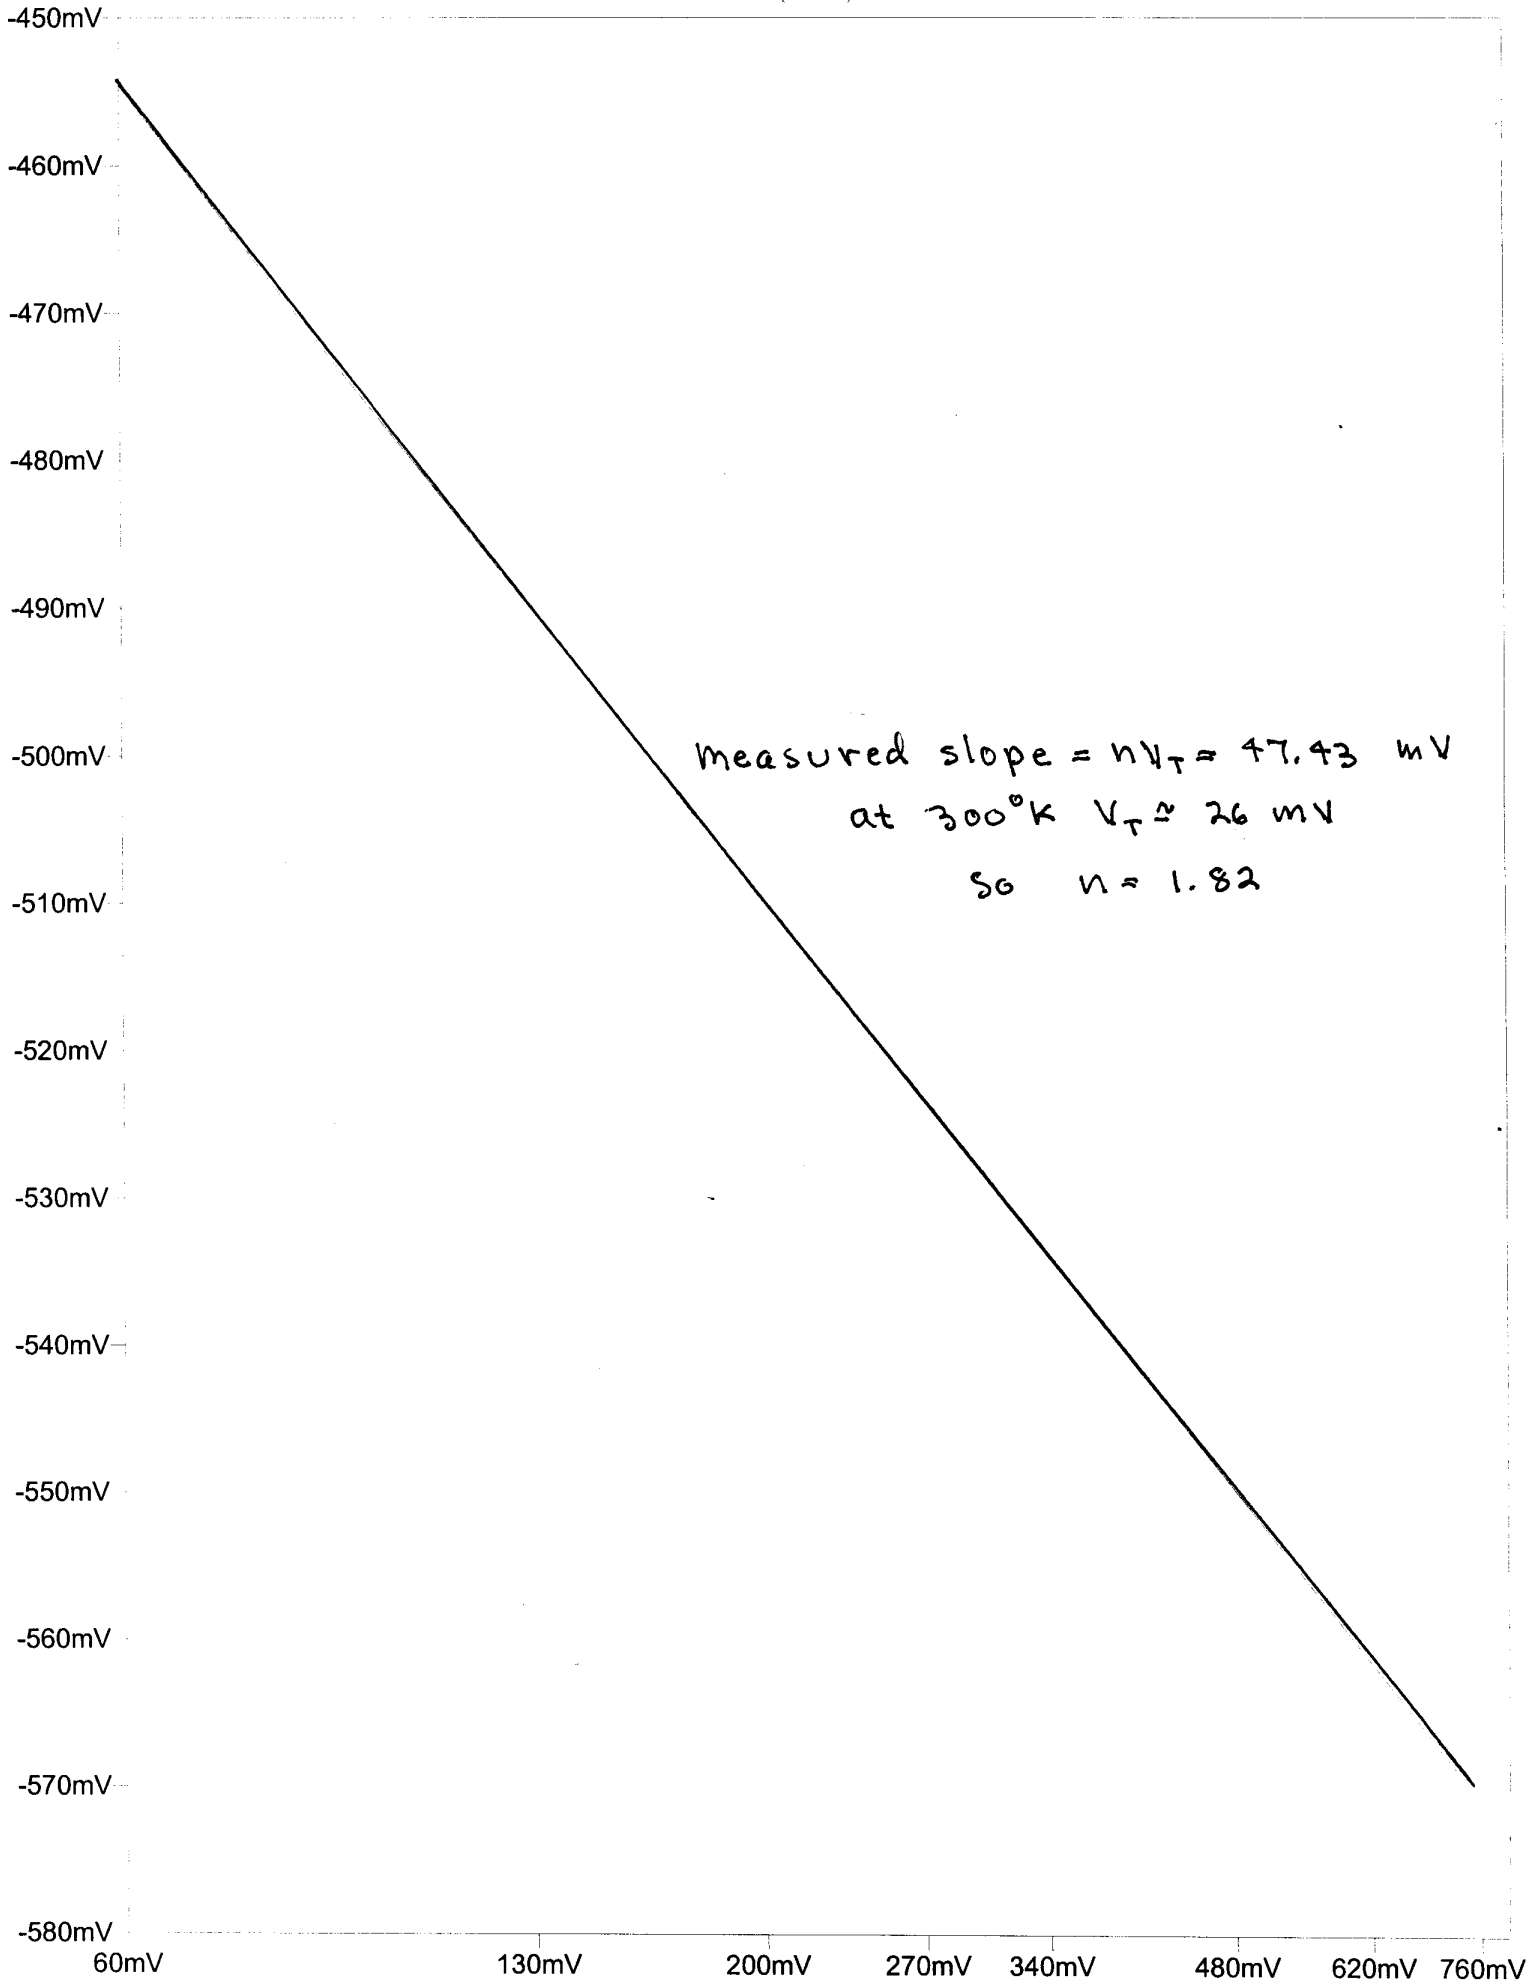 -450mV
-460mV
-470mV
-480mV
-490mV
-500mV
measured slope = nV_T = 47.43 mV
at 300°K V_T ≃ 26 mV
so n = 1.82
-510mV
-520mV
-530mV
-540mV
-550mV
-560mV
-570mV
-580mV
60mV 130mV 200mV 270mV 340mV 480mV 620mV 760mV